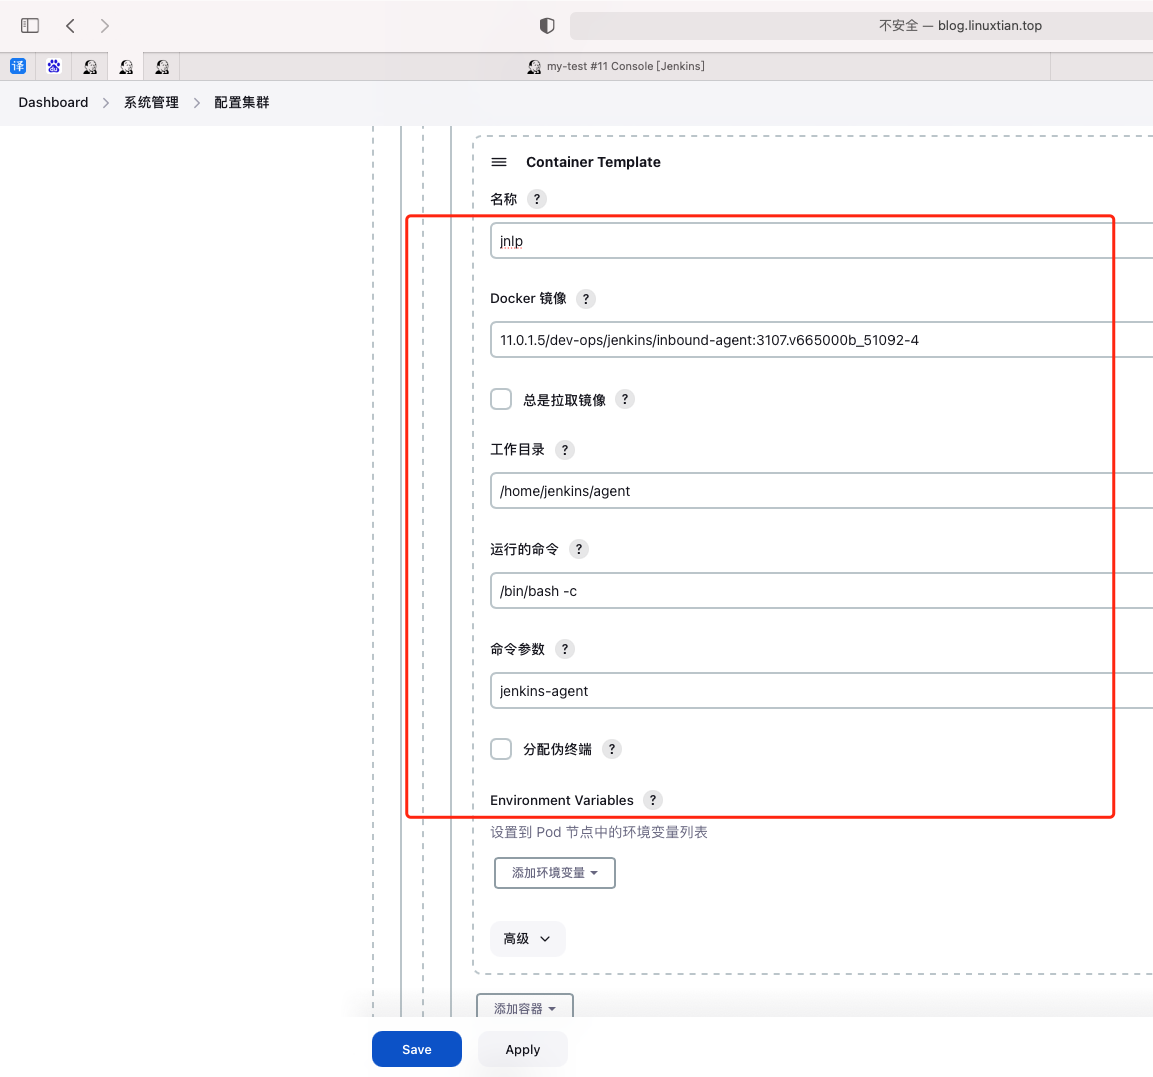 不安全 — blog.linuxtian.top
译
my-test #11 Console [Jenkins]
Dashboard 系统管理 配置集群
Container Template
名称 ?
jnlp
Docker 镜像 ?
11.0.1.5/dev-ops/jenkins/inbound-agent:3107.v665000b_51092-4
总是拉取镜像 ?
工作目录 ?
/home/jenkins/agent
运行的命令 ?
/bin/bash -c
命令参数 ?
jenkins-agent
分配伪终端 ?
Environment Variables ?
设置到 Pod 节点中的环境变量列表
添加环境变量
高级
添加容器
Save Apply